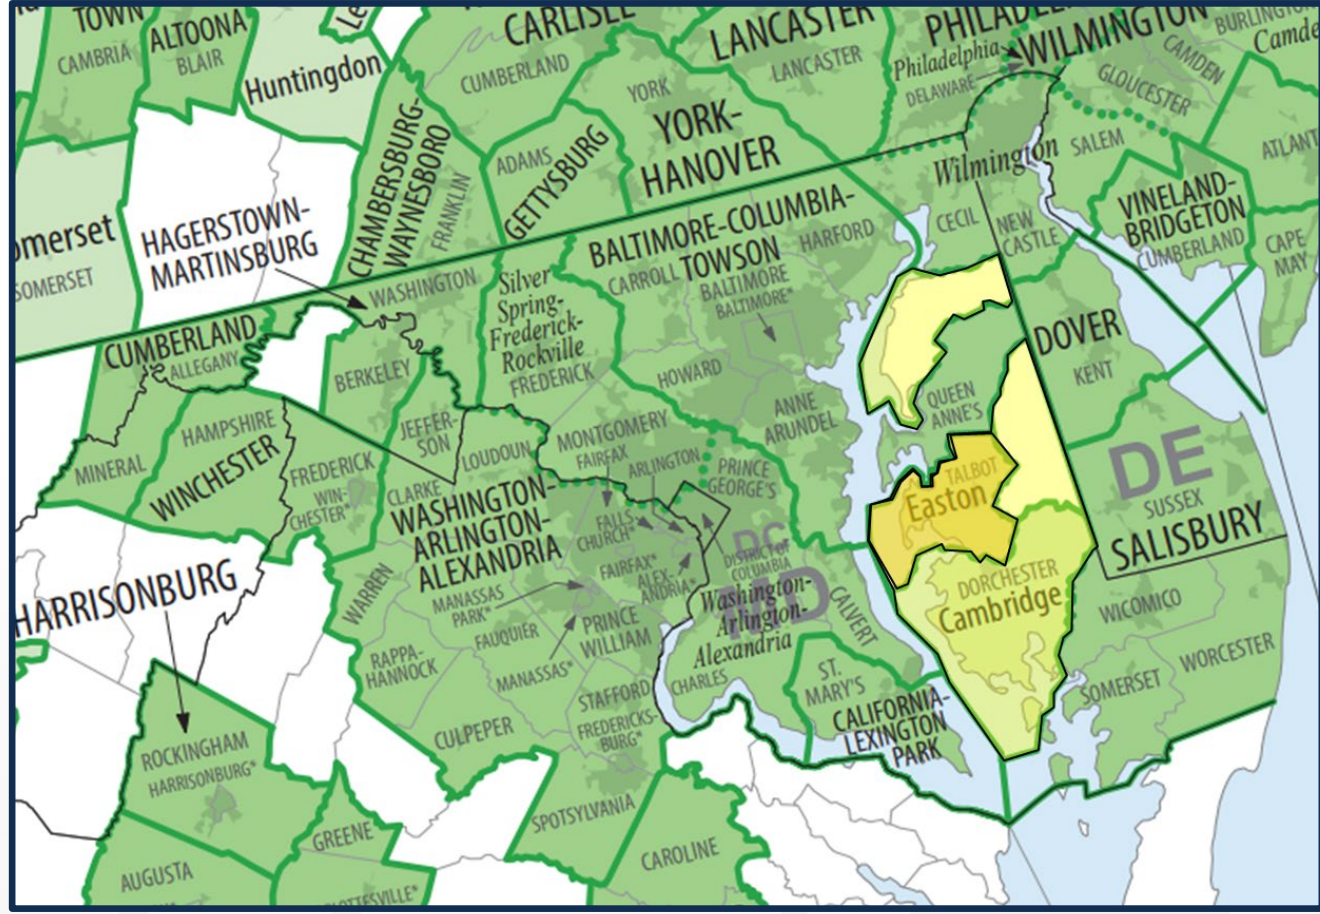 TOWN
CAMBRIA
ALTOONA
BLAIR
Huntingdon
CARLISLE
CUMBERLAND
LANCASTER
LANCASTER
YORK
YORK-
HANOVER
ADAMS
GETTYSBURG
CHAMBERSBURG-
WAYNESBORO
FRANKLIN
Philadelphia
WILMINGTON
DELAWARE
CAMDEN
GLOUCESTER
SALEM
Wilmington
omerset
SOMERSET
HAGERSTOWN-
MARTINSBURG
WASHINGTON
Silver
Spring-
Frederick-
Rockville
FREDERICK
BALTIMORE-COLUMBIA-
TOWSON
CARROLL
BALTIMORE
BALTIMORE*
HARFORD
CECIL
NEW
CASTLE
VINELAND-
BRIDGETON
CUMBERLAND
CAPE
MAY
CUMBERLAND
ALLEGANY
BERKELEY
HOWARD
ANNE
ARUNDEL
QUEEN
ANNE'S
DOVER
KENT
HAMPSHIRE
MINERAL
WINCHESTER
FREDERICK
WIN-
CHESTER*
JEFFER-
SON
LOUDOUN
CLARKE
MONTGOMERY
FAIRFAX
ARLINGTON
PRINCE
GEORGE'S
WASHINGTON-
ARLINGTON-
ALEXANDRIA
FALLS
CHURCH*
FAIRFAX*
ALEX-
ANDRIA*
DC
DISTRICT OF
COLUMBIA
MD
TALBOT
Easton
DE
SUSSEX
SALISBURY
DORCHESTER
Cambridge
WICOMICO
WORCESTER
SOMERSET
HARRISONBURG
WARREN
MANASSAS
PARK*
FAUQUIER
MANASSAS*
PRINCE
WILLIAM
Washington-
Arlington-
Alexandria
CALVERT
RAPPA-
HANNOCK
CULPEPER
STAFFORD
FREDERICKS-
BURG*
CHARLES
ST.
MARY'S
CALIFORNIA-
LEXINGTON
PARK
ROCKINGHAM
HARRISONBURG*
GREENE
SPOTSYLVANIA
CAROLINE
AUGUSTA